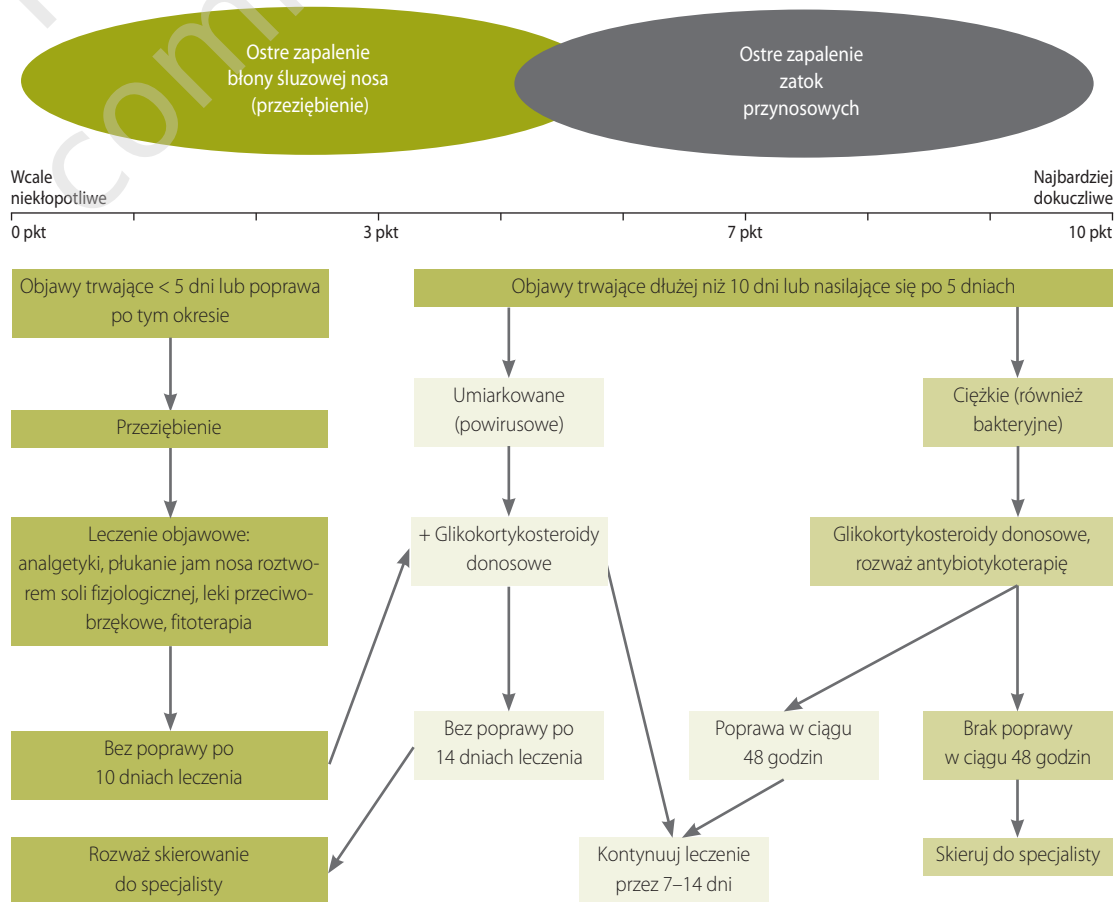 Ostre zapalenie
błony śluzowej nosa
(przeziębienie)
Ostre zapalenie
zatok
przynosowych
Wcale
niekłopotliwe
Najbardziej
dokuczliwe
0 pkt
3 pkt
7 pkt
10 pkt
Objawy trwające < 5 dni lub poprawa
po tym okresie
Objawy trwające dłużej niż 10 dni lub nasilające się po 5 dniach
Przeziębienie
Umiarkowane
(powirusowe)
Ciężkie (również
bakteryjne)
Leczenie objawowe:
analgetyki, płukanie jam nosa roztwo-
rem soli fizjologicznej, leki przeciwo-
brzękowe, fitoterapia
+ Glikokortykosteroidy
donosowe
Glikokortykosteroidy donosowe,
rozważ antybiotykoterapię
Bez poprawy po
10 dniach leczenia
Bez poprawy po
14 dniach leczenia
Poprawa w ciągu
48 godzin
Brak poprawy
w ciągu 48 godzin
Rozważ skierowanie
do specjalisty
Kontynuuj leczenie
przez 7–14 dni
Skieruj do specjalisty